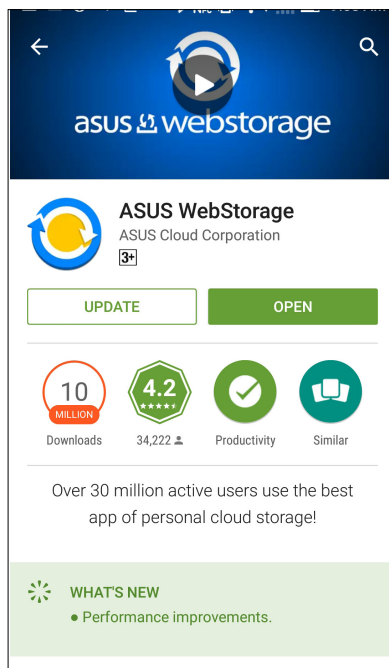 asus webstorage
ASUS WebStorage
ASUS Cloud Corporation
3+
UPDATE
OPEN
10
MILLION
4.2
Downloads
34,222
Productivity
Similar
Over 30 million active users use the best
app of personal cloud storage!
WHAT'S NEW
● Performance improvements.